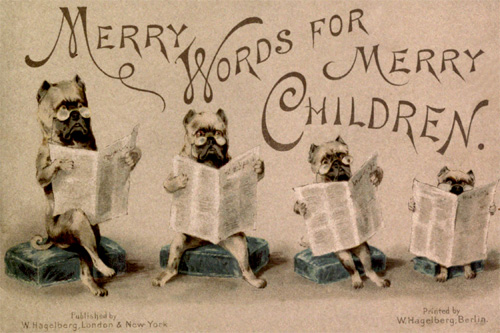 MERRY WORDS FOR
MERRY
CHILDREN.
Published by
W. Hagelberg, London & New York
Printed by
W. Hagelberg, Berlin.